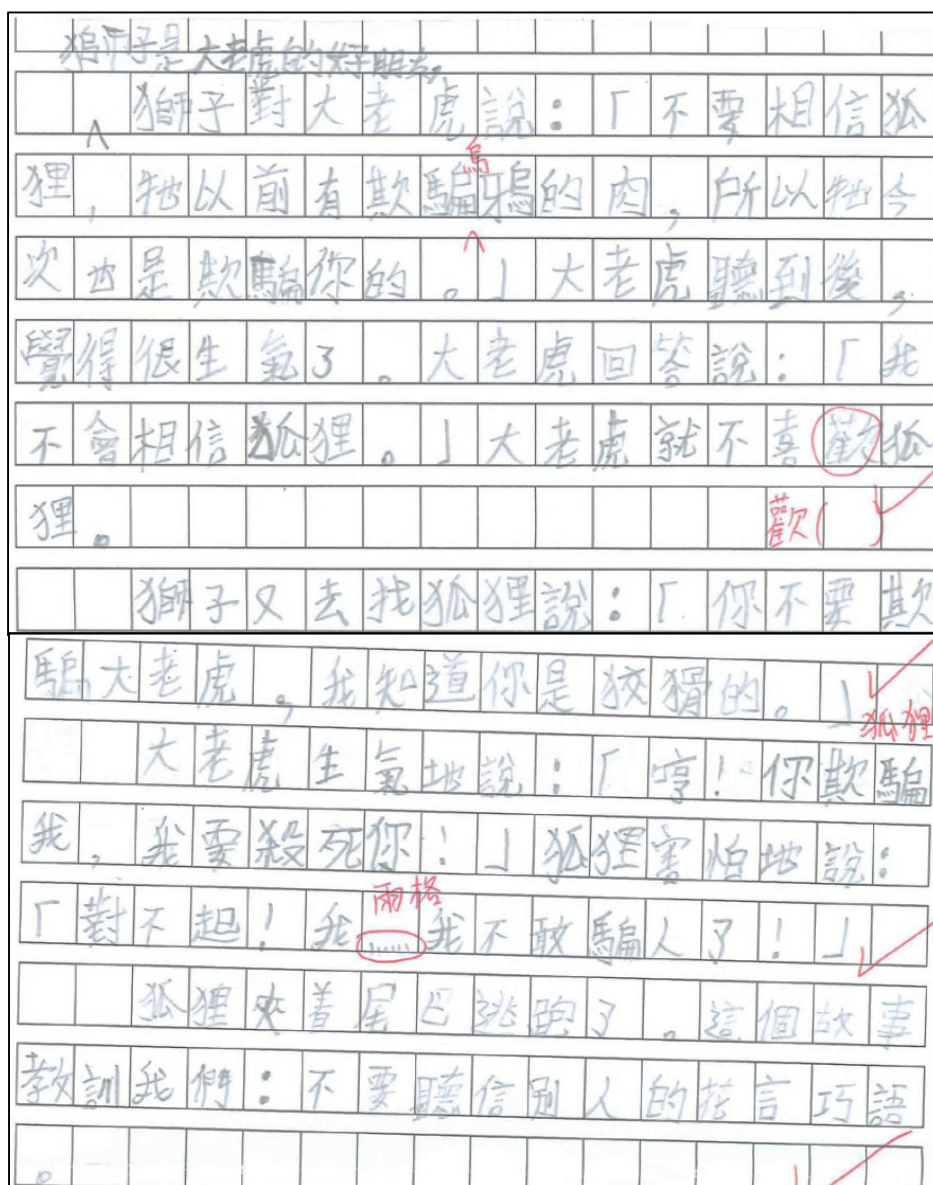 獅子是大老虎的好朋友，
獅子對大老虎說：「不要相信狐
狸，牠以前有欺騙烏鴉的肉，所以牠今
次也是欺騙你的。」大老虎聽到後，
覺得很生氣了。大老虎回答說：「我
不會相信狐狸。」大老虎就不喜歡狐
狸。 歡( )
獅子又去找狐狸說：「你不要欺
騙大老虎，我知道你是狡猾的。」
狐狸
大老虎生氣地說：「哼！你欺騙
我，我要殺死你！」狐狸害怕地說：
兩格
「對不起！我……我不敢騙人了！」
狐狸夾着尾巴逃跑了。這個故事
教訓我們：不要聽信別人的花言巧語
。